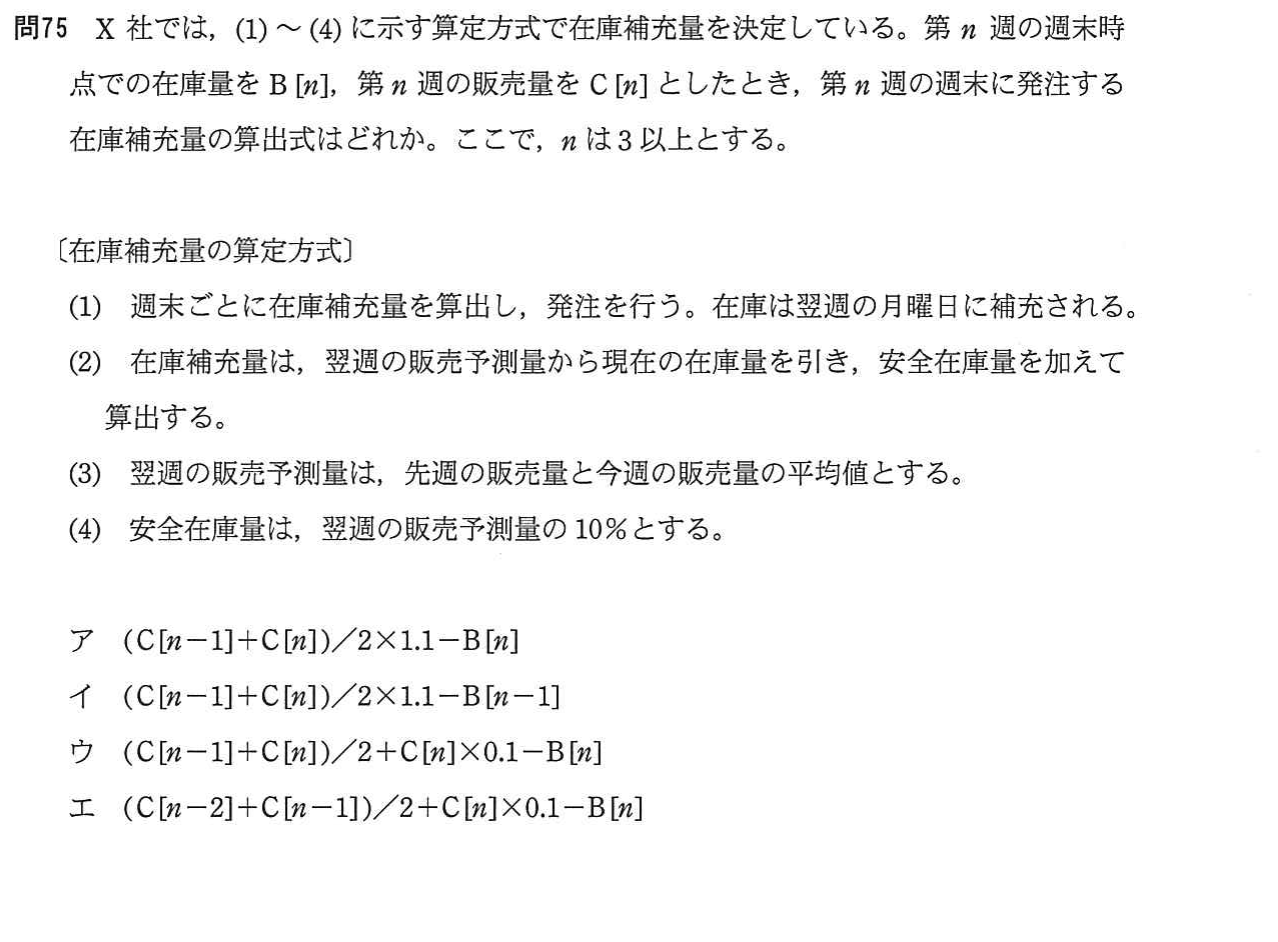 問75 X 社では，(1) ～ (4) に示す算定方式で在庫補充量を決定している。第 n 週の週末時
点での在庫量を B [n]，第 n 週の販売量を C [n] としたとき，第 n 週の週末に発注する
在庫補充量の算出式はどれか。ここで，n は 3 以上とする。
〔在庫補充量の算定方式〕
(1) 週末ごとに在庫補充量を算出し，発注を行う。在庫は翌週の月曜日に補充される。
(2) 在庫補充量は，翌週の販売予測量から現在の在庫量を引き，安全在庫量を加えて
算出する。
(3) 翌週の販売予測量は，先週の販売量と今週の販売量の平均値とする。
(4) 安全在庫量は，翌週の販売予測量の 10％とする。
ア (C[n－1]＋C[n])／2×1.1－B[n]
イ (C[n－1]＋C[n])／2×1.1－B[n－1]
ウ (C[n－1]＋C[n])／2＋C[n]×0.1－B[n]
エ (C[n－2]＋C[n－1])／2＋C[n]×0.1－B[n]